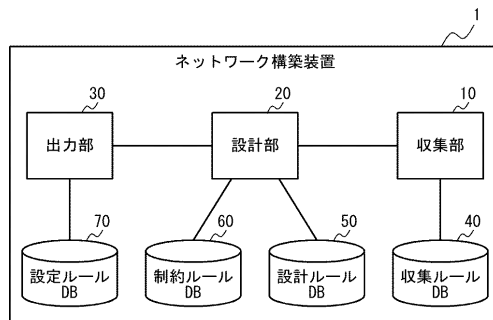 1
ネットワーク構築装置
30
20
10
出力部
設計部
収集部
70
60
50
40
設定ルール
DB
制約ルール
DB
設計ルール
DB
収集ルール
DB